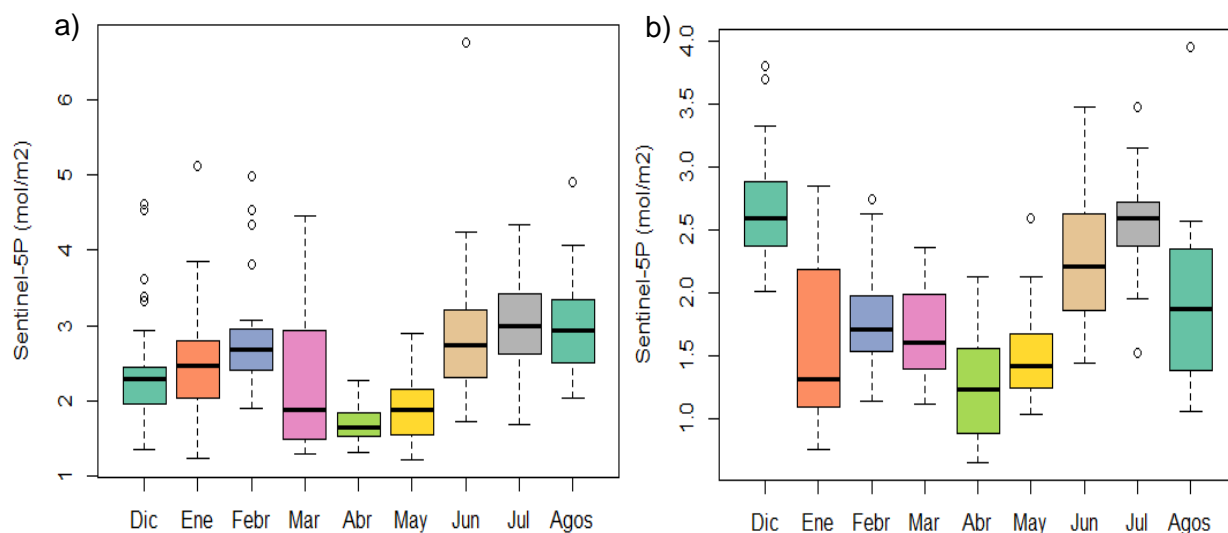 a)
Sentinel-5P (mol/m2)
6
5
4
3
2
1
Dic Ene Febr Mar Abr May Jun Jul Agos
b)
Sentinel-5P (mol/m2)
4.0
3.5
3.0
2.5
2.0
1.5
1.0
Dic Ene Febr Mar Abr May Jun Jul Agos